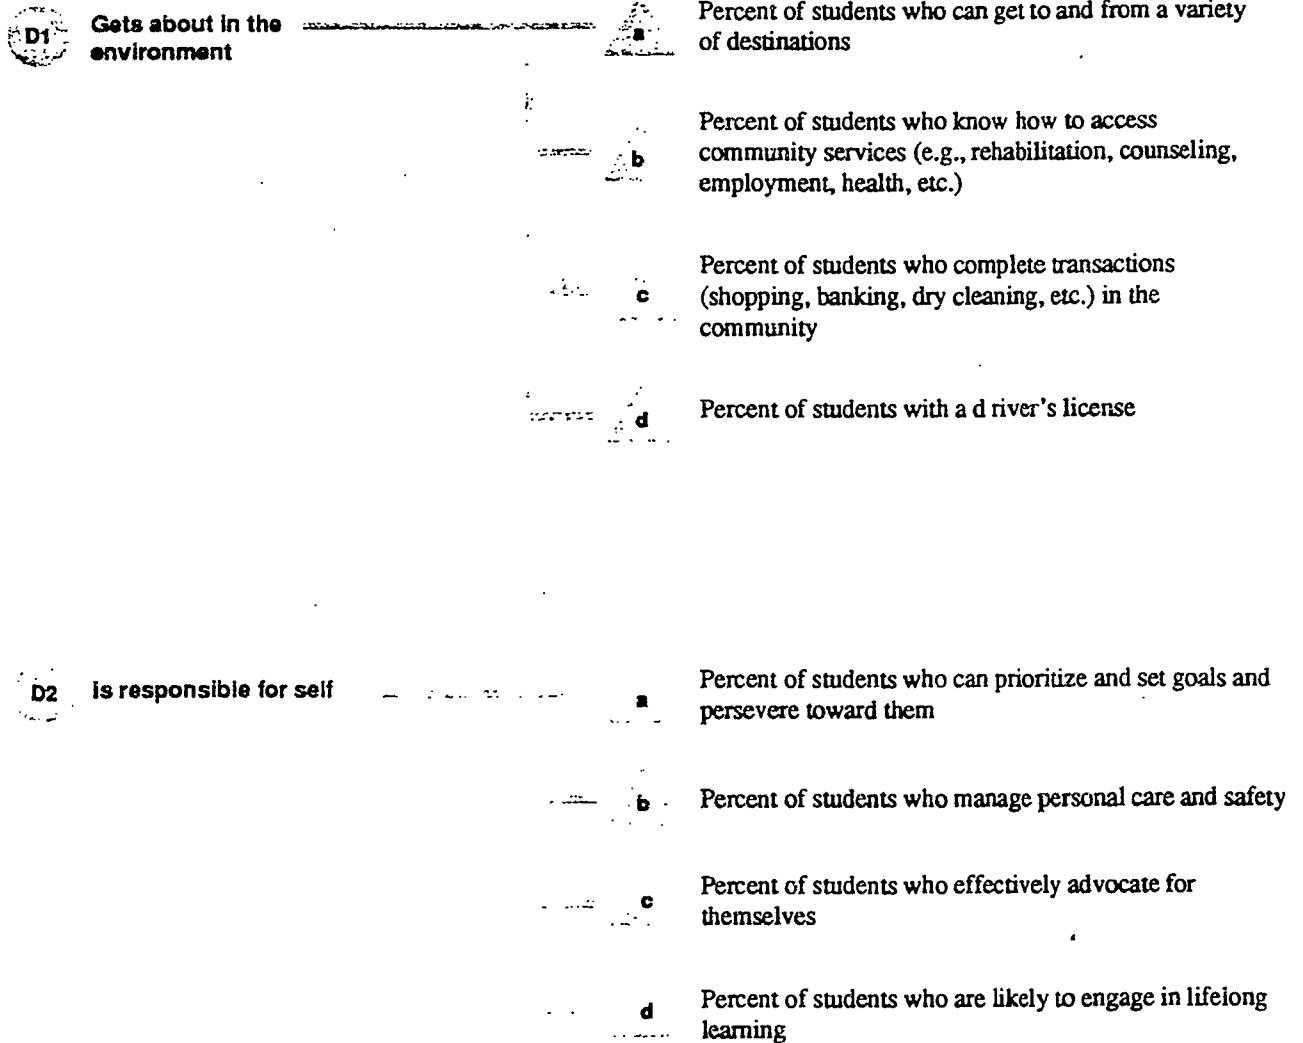 D1 Gets about in the
environment
a Percent of students who can get to and from a variety
of destinations
b Percent of students who know how to access
community services (e.g., rehabilitation, counseling,
employment, health, etc.)
c Percent of students who complete transactions
(shopping, banking, dry cleaning, etc.) in the
community
d Percent of students with a d river's license
D2 is responsible for self
a Percent of students who can prioritize and set goals and
persevere toward them
b Percent of students who manage personal care and safety
c Percent of students who effectively advocate for
themselves
d Percent of students who are likely to engage in lifelong
learning